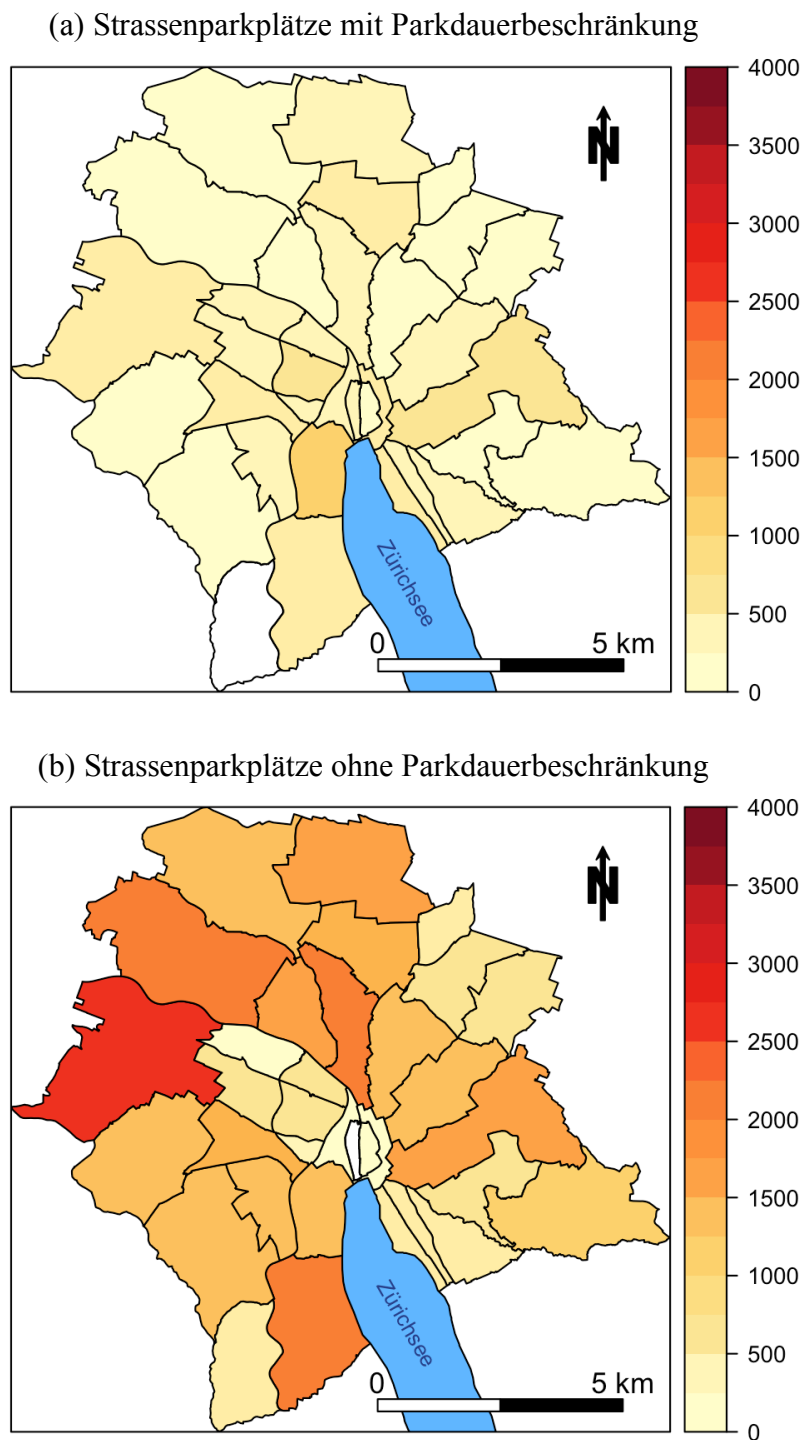 (a) Strassenparkplätze mit Parkdauerbeschränkung
N
4000
3500
3000
2500
2000
1500
1000
500
0
Zürichsee
0 5 km
(b) Strassenparkplätze ohne Parkdauerbeschränkung
N
4000
3500
3000
2500
2000
1500
1000
500
0
Zürichsee
0 5 km